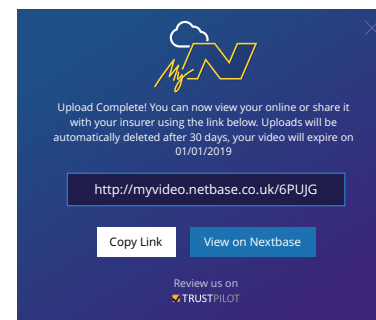 My N
Upload Complete! You can now view your online or share it
with your insurer using the link below. Uploads will be
automatically deleted after 30 days, your video will expire on
01/01/2019
http://myvideo.netbase.co.uk/6PUJG
Copy Link View on Nextbase
Review us on
TRUSTPILOT